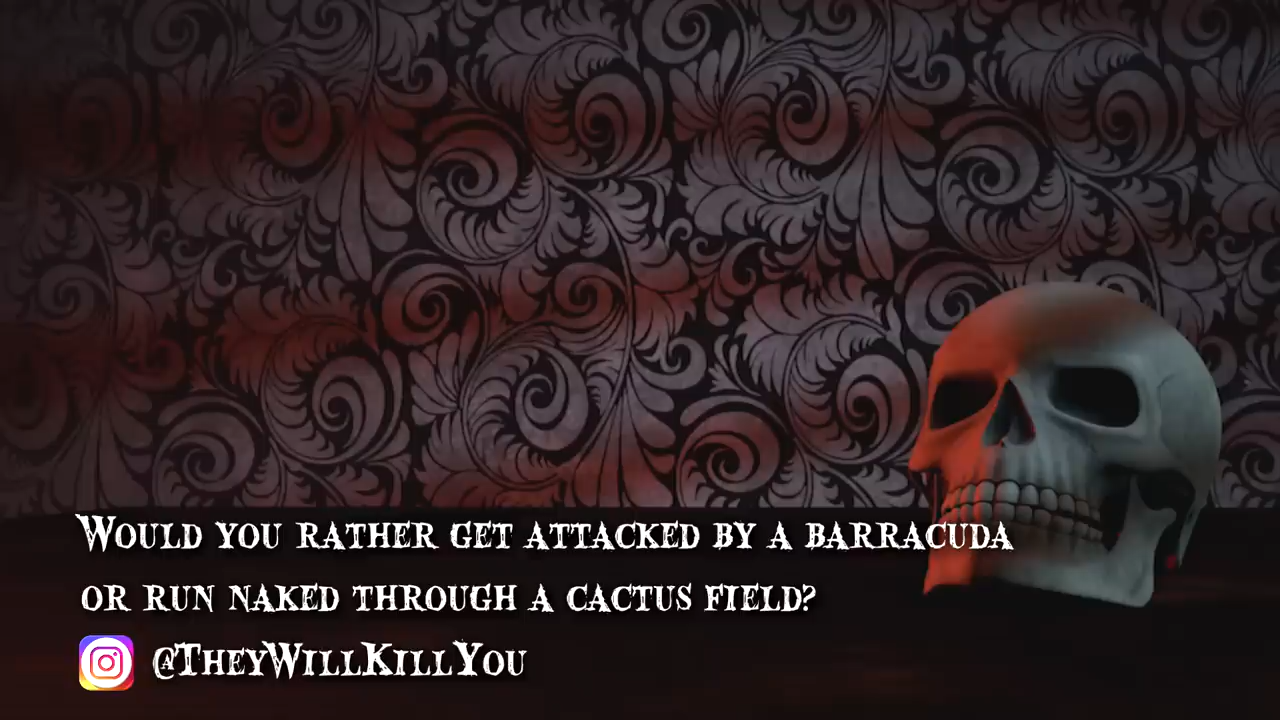 Would you rather get attacked by a barracuda
or run naked through a cactus field?
@TheyWillKillYou